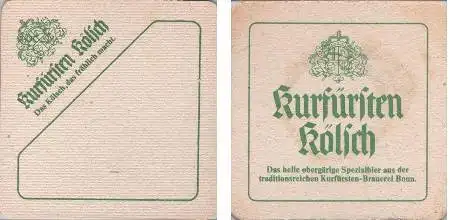 Kurfürsten Kölsch
Das Kölsch, das fröhlich macht.
Kurfürsten
Kölsch
Das helle obergärige Spezialbier aus der
traditionsreichen Kurfürsten-Brauerei Bonn.